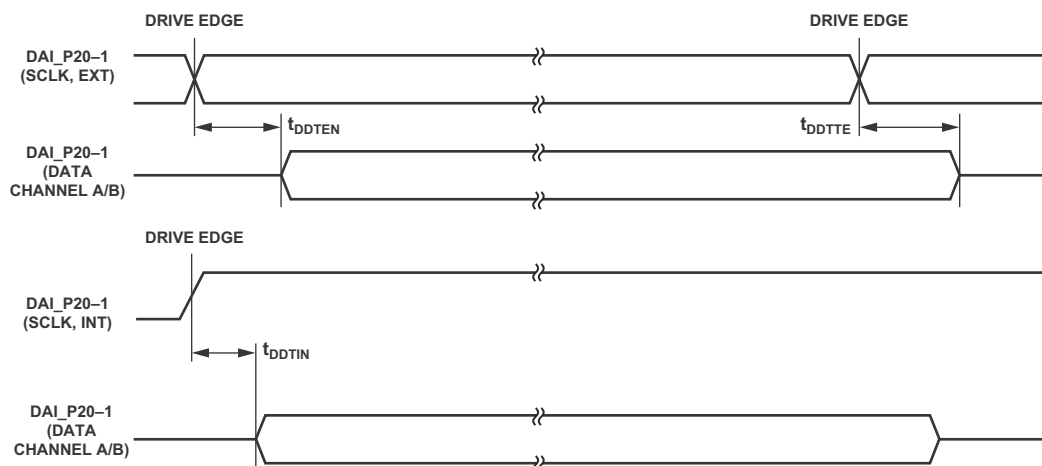 DRIVE EDGE
DRIVE EDGE
DAI_P20–1
(SCLK, EXT)
tDDTEN
tDDTTE
DAI_P20–1
(DATA
CHANNEL A/B)
DRIVE EDGE
DAI_P20–1
(SCLK, INT)
tDDTIN
DAI_P20–1
(DATA
CHANNEL A/B)